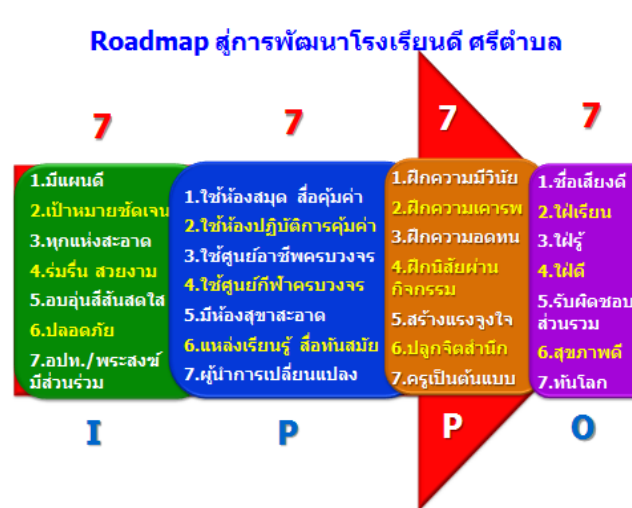 Roadmap สู่การพัฒนาโรงเรียนดี ศรีตำบล
7
7
7
7
1.มีแผนดี
2.เป้าหมายชัดเจน
3.ทุกแห่งสะอาด
4.ร่มรื่น สวยงาม
5.อบอุ่นสีสันสดใส
6.ปลอดภัย
7.อปท./พระสงฆ์
มีส่วนร่วม
1.ใช้ห้องสมุด สื่อคุ้มค่า
2.ใช้ห้องปฏิบัติการคุ้มค่า
3.ใช้ศูนย์อาชีพครบวงจร
4.ใช้ศูนย์กีฬาครบวงจร
5.มีห้องสุขาสะอาด
6.แหล่งเรียนรู้ สื่อทันสมัย
7.ผู้นำการเปลี่ยนแปลง
1.ฝึกความมีวินัย
2.ฝึกความเคารพ
3.ฝึกความอดทน
4.ฝึกนิสัยผ่าน
กิจกรรม
5.สร้างแรงจูงใจ
6.ปลูกจิตสำนึก
7.ครูเป็นต้นแบบ
1.ชื่อเสียงดี
2.ใฝ่เรียน
3.ใฝ่รู้
4.ใฝ่ดี
5.รับผิดชอบ
ส่วนรวม
6.สุขภาพดี
7.ทันโลก
I
P
P
O